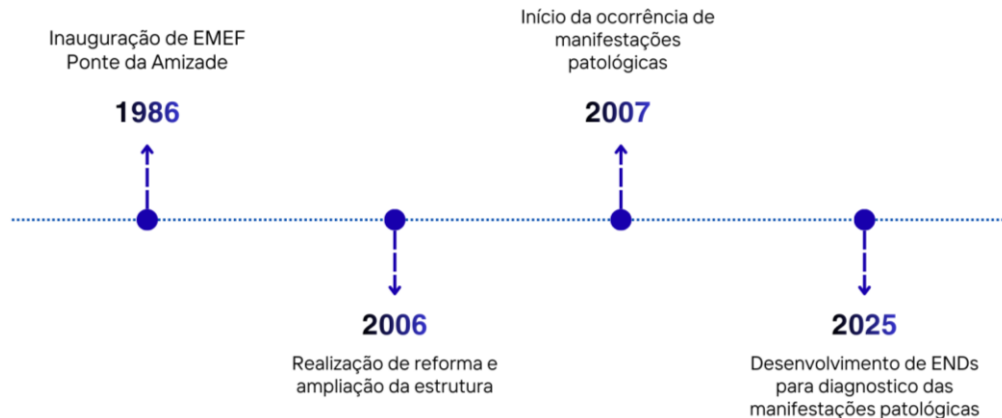 Inauguração de EMEF
Ponte da Amizade
1986
2006
Realização de reforma e
ampliação da estrutura
Início da ocorrência de
manifestações
patológicas
2007
2025
Desenvolvimento de ENDs
para diagnostico das
manifestações patológicas